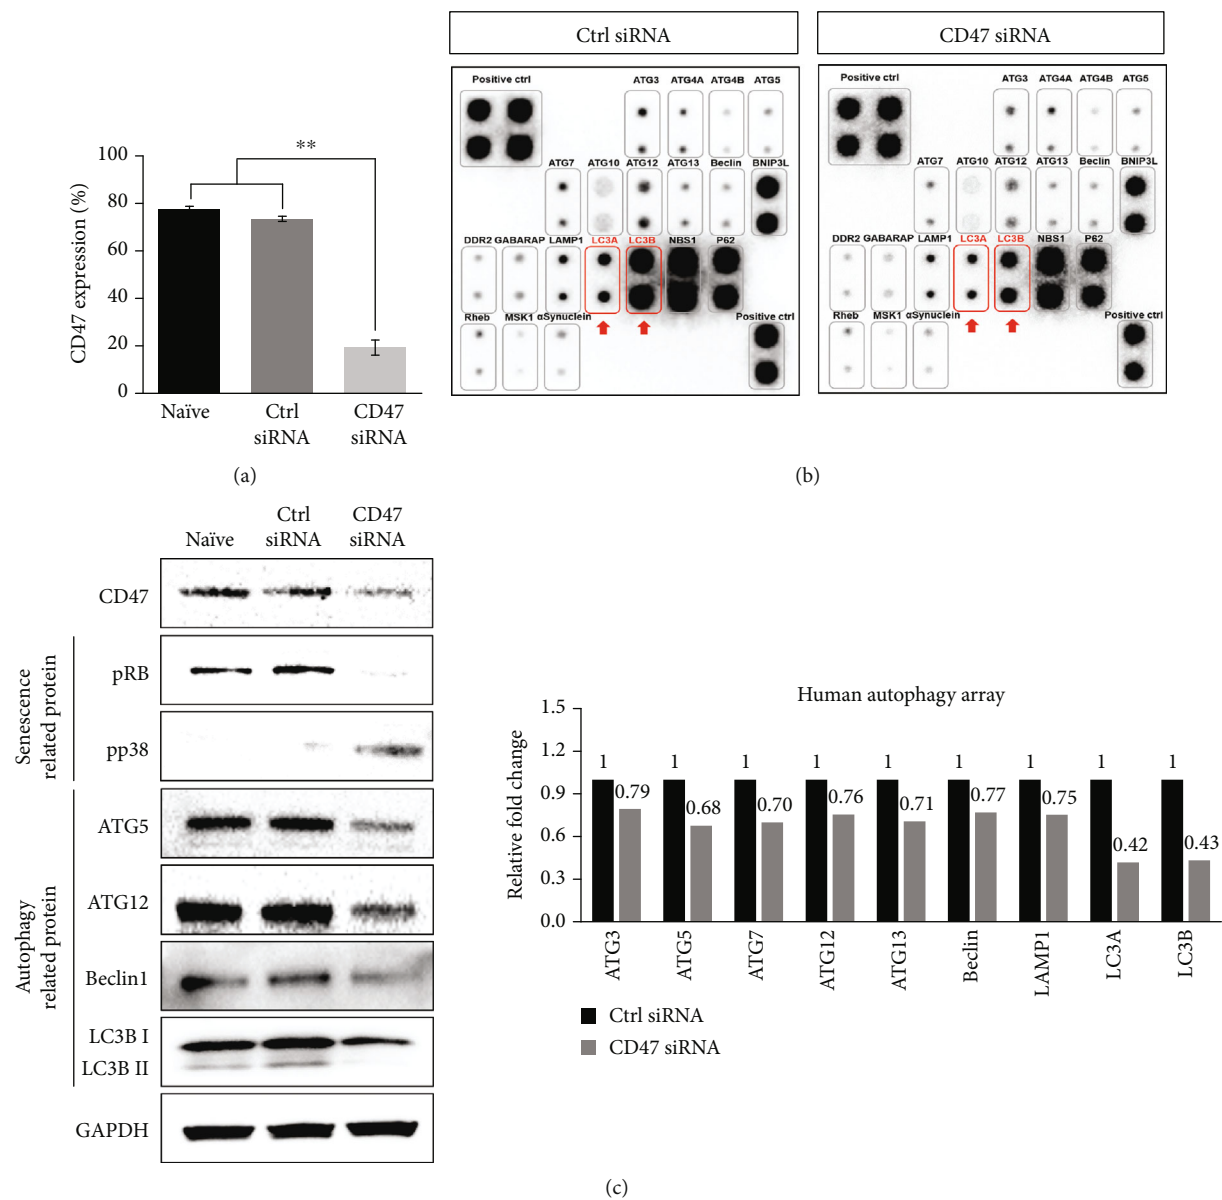 CD47 expression (%)
100
80
60
40
20
0
**
Naïve
Ctrl
siRNA
CD47
siRNA
(a)
Ctrl siRNA
Positive ctrl
ATG3 ATG4A ATG4B ATG5
ATG7 ATG10 ATG12 ATG13 Beclin BNIP3L
DDR2 GABARAP LAMP1 LC3A LC3B NBS1 P62
Rheb MSK1 αSynuclein Positive ctrl
CD47 siRNA
Positive ctrl
ATG3 ATG4A ATG4B ATG5
ATG7 ATG10 ATG12 ATG13 Beclin BNIP3L
DDR2 GABARAP LAMP1 LC3A LC3B NBS1 P62
Rheb MSK1 αSynuclein Positive ctrl
(b)
Naïve
Ctrl
siRNA
CD47
siRNA
CD47
Senescence
related protein
pRB
pp38
Autophagy
related protein
ATG5
ATG12
Beclin1
LC3B I
LC3B II
GAPDH
Human autophagy array
Relative fold change
1.5
1.2
0.9
0.6
0.3
0.0
1 0.79 1 0.68 1 0.70 1 0.76 1 0.71 1 0.77 1 0.75 1 0.42 1 0.43
ATG3
ATG5
ATG7
ATG12
ATG13
Beclin
LAMP1
LC3A
LC3B
Ctrl siRNA
CD47 siRNA
(c)